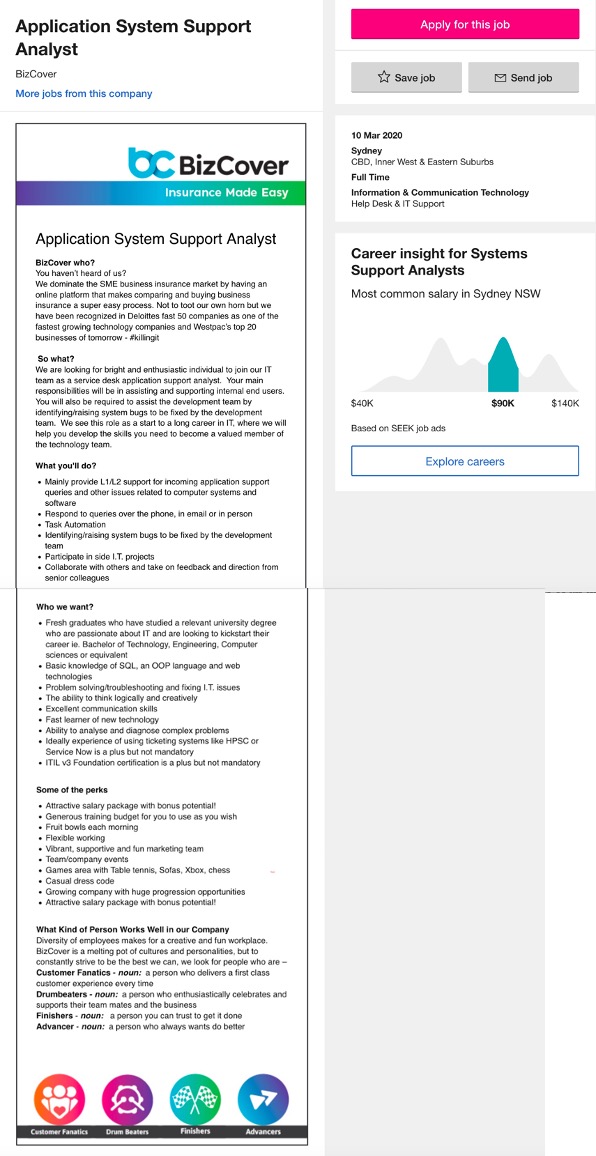 Application System Support
Analyst
BizCover
More jobs from this company
bc BizCover
Insurance Made Easy
Application System Support Analyst
BizCover who?
You haven't heard of us?
We dominate the SME business insurance market by having an
online platform that makes comparing and buying business
insurance a super easy process. Not to toot our own horn but we
have been recognized in Deloittes fast 50 companies as one of the
fastest growing technology companies and Westpac's top 20
businesses of tomorrow - #killingit
So what?
We are looking for bright and enthusiastic individual to join our IT
team as a service desk application support analyst.  Your main
responsibilities will be in assisting and supporting internal end users.
You will also be required to assist the development team by
identifying/raising system bugs to be fixed by the development
team.  We see this role as a start to a long career in IT, where we will
help you develop the skills you need to become a valued member of
the technology team.
What you'll do?
• Mainly provide L1/L2 support for incoming application support
queries and other issues related to computer systems and
software
• Respond to queries over the phone, in email or in person
• Task Automation
• Identifying/raising system bugs to be fixed by the development
team
• Participate in side I.T. projects
• Collaborate with others and take on feedback and direction from
senior colleagues
Who we want?
• Fresh graduates who have studied a relevant university degree
who are passionate about IT and are looking to kickstart their
career ie. Bachelor of Technology, Engineering, Computer
sciences or equivalent
• Basic knowledge of SQL, an OOP language and web
technologies
• Problem solving/troubleshooting and fixing I.T. issues
• The ability to think logically and creatively
• Excellent communication skills
• Fast learner of new technology
• Ability to analyse and diagnose complex problems
• Ideally experience of using ticketing systems like HPSC or
Service Now is a plus but not mandatory
• ITIL v3 Foundation certification is a plus but not mandatory
Some of the perks
• Attractive salary package with bonus potential!
• Generous training budget for you to use as you wish
• Fruit bowls each morning
• Flexible working
• Vibrant, supportive and fun marketing team
• Team/company events
• Games area with Table tennis, Sofas, Xbox, chess
• Casual dress code
• Growing company with huge progression opportunities
• Attractive salary package with bonus potential!
What Kind of Person Works Well in our Company
Diversity of employees makes for a creative and fun workplace.
BizCover is a melting pot of cultures and personalities, but to
constantly strive to be the best we can, we look for people who are –
Customer Fanatics - noun:  a person who delivers a first class
customer experience every time
Drumbeaters - noun:  a person who enthusiastically celebrates and
supports their team mates and the business
Finishers - noun:  a person you can trust to get it done
Advancer - noun:  a person who always wants do better
Customer Fanatics
Drum Beaters
Finishers
Advancers
Apply for this job
Save job
Send job
10 Mar 2020
Sydney
CBD, Inner West & Eastern Suburbs
Full Time
Information & Communication Technology
Help Desk & IT Support
Career insight for Systems
Support Analysts
Most common salary in Sydney NSW
$40K $90K $140K
Based on SEEK job ads
Explore careers